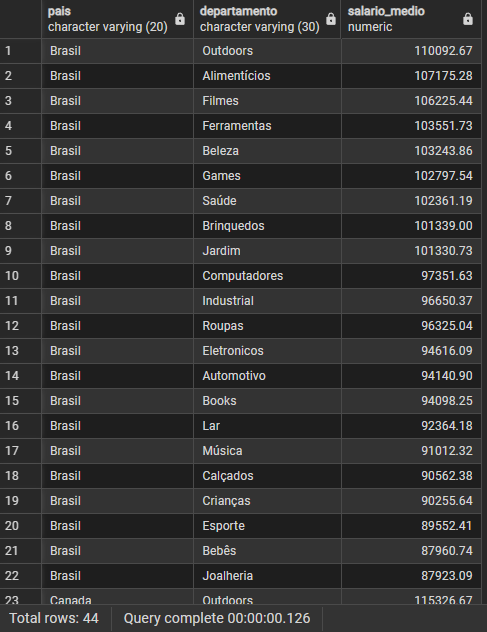 pais departamento salario_medio
character varying (20) character varying (30) numeric
1 Brasil Outdoors 110092.67
2 Brasil Alimentícios 107175.28
3 Brasil Filmes 106225.44
4 Brasil Ferramentas 103551.73
5 Brasil Beleza 103243.86
6 Brasil Games 102797.54
7 Brasil Saúde 102361.19
8 Brasil Brinquedos 101339.00
9 Brasil Jardim 101330.73
10 Brasil Computadores 97351.63
11 Brasil Industrial 96650.37
12 Brasil Roupas 96325.04
13 Brasil Eletronicos 94616.09
14 Brasil Automotivo 94140.90
15 Brasil Books 94098.25
16 Brasil Lar 92364.18
17 Brasil Música 91012.32
18 Brasil Calçados 90562.38
19 Brasil Crianças 90255.64
20 Brasil Esporte 89552.41
21 Brasil Bebês 87960.74
22 Brasil Joalheria 87923.09
23 Canada Outdoors 115326.67
Total rows: 44 Query complete 00:00:00.126